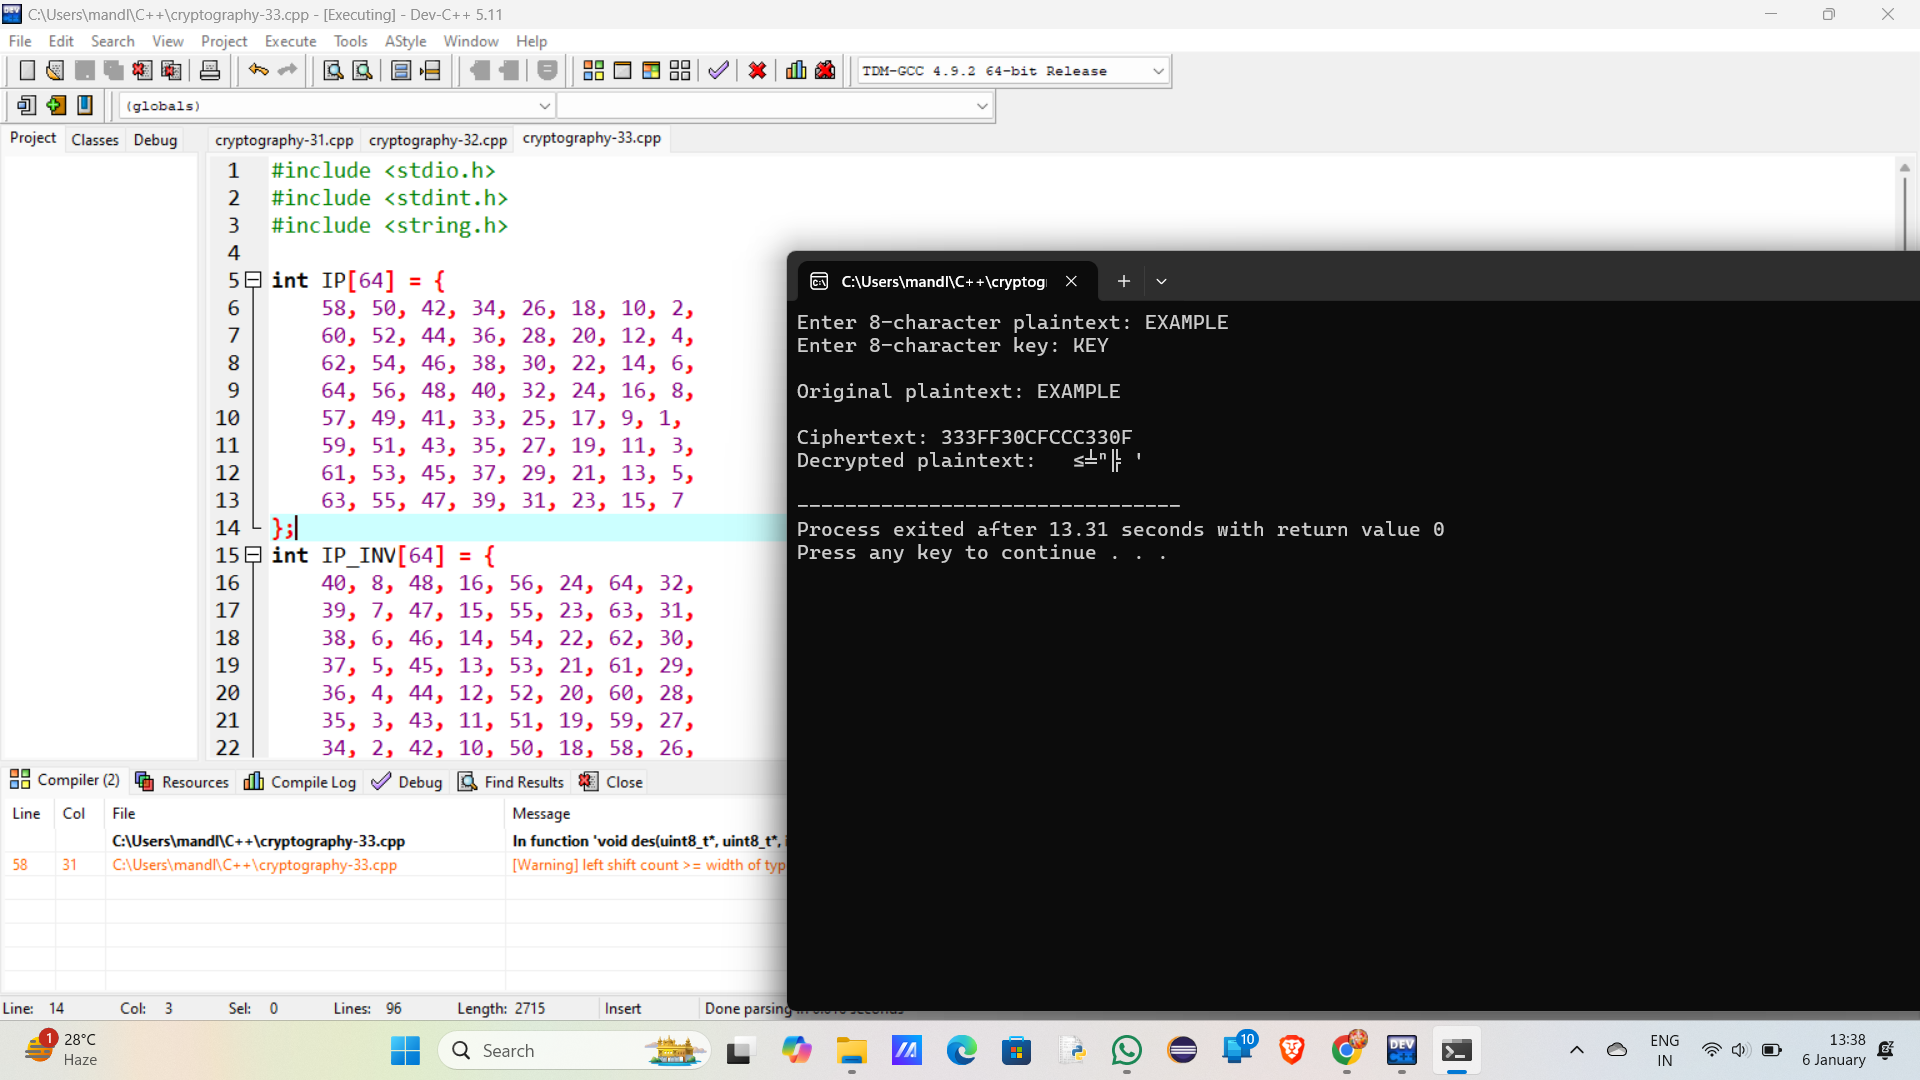 C:\Users\mandl\C++\cryptography-33.cpp - [Executing] - Dev-C++ 5.11
File Edit Search View Project Execute Tools AStyle Window Help
TDM-GCC 4.9.2 64-bit Release
(globals)
Project Classes Debug
cryptography-31.cpp cryptography-32.cpp cryptography-33.cpp
1 #include <stdio.h>
2 #include <stdint.h>
3 #include <string.h>
4
5 int IP[64] = {
6 58, 50, 42, 34, 26, 18, 10, 2,
7 60, 52, 44, 36, 28, 20, 12, 4,
8 62, 54, 46, 38, 30, 22, 14, 6,
9 64, 56, 48, 40, 32, 24, 16, 8,
10 57, 49, 41, 33, 25, 17, 9, 1,
11 59, 51, 43, 35, 27, 19, 11, 3,
12 61, 53, 45, 37, 29, 21, 13, 5,
13 63, 55, 47, 39, 31, 23, 15, 7
14 };
15 int IP_INV[64] = {
16 40, 8, 48, 16, 56, 24, 64, 32,
17 39, 7, 47, 15, 55, 23, 63, 31,
18 38, 6, 46, 14, 54, 22, 62, 30,
19 37, 5, 45, 13, 53, 21, 61, 29,
20 36, 4, 44, 12, 52, 20, 60, 28,
21 35, 3, 43, 11, 51, 19, 59, 27,
22 34, 2, 42, 10, 50, 18, 58, 26,
C:\Users\mandl\C++\cryptog
Enter 8-character plaintext: EXAMPLE
Enter 8-character key: KEY
Original plaintext: EXAMPLE
Ciphertext: 333FF30CFCCC330F
Decrypted plaintext: ≤╧ⁿ╠ '
--------------------------------
Process exited after 13.31 seconds with return value 0
Press any key to continue . . .
Compiler (2) Resources Compile Log Debug Find Results Close
Line Col File Message
C:\Users\mandl\C++\cryptography-33.cpp In function 'void des(uint8_t*, uint8_t*,
58 31 C:\Users\mandl\C++\cryptography-33.cpp [Warning] left shift count >= width of typ
Line: 14 Col: 3 Sel: 0 Lines: 96 Length: 2715 Insert Done parsing
1
28°C
Haze
Search
10
DEV
ENG
IN
13:38
6 January